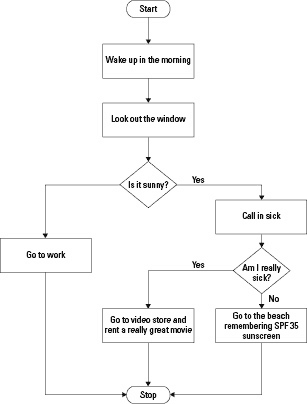 Start
Wake up in the morning
Look out the window
Is it sunny?
Yes
Call in sick
Go to work
Am I really
sick?
Yes
No
Go to video store and
rent a really great movie
Go to the beach
remembering SPF 35
sunscreen
Stop